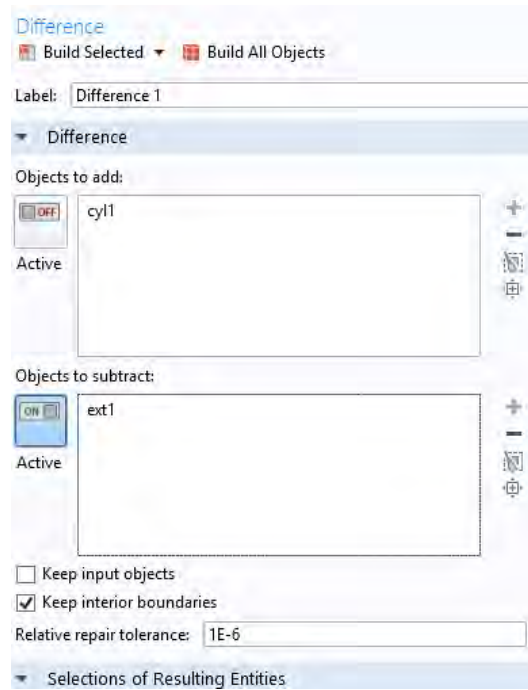 Difference
Build Selected Build All Objects
Label: Difference 1
Difference
Objects to add:
OFF cyl1
Active
Objects to subtract:
ON ext1
Active
Keep input objects
Keep interior boundaries
Relative repair tolerance: 1E-6
Selections of Resulting Entities